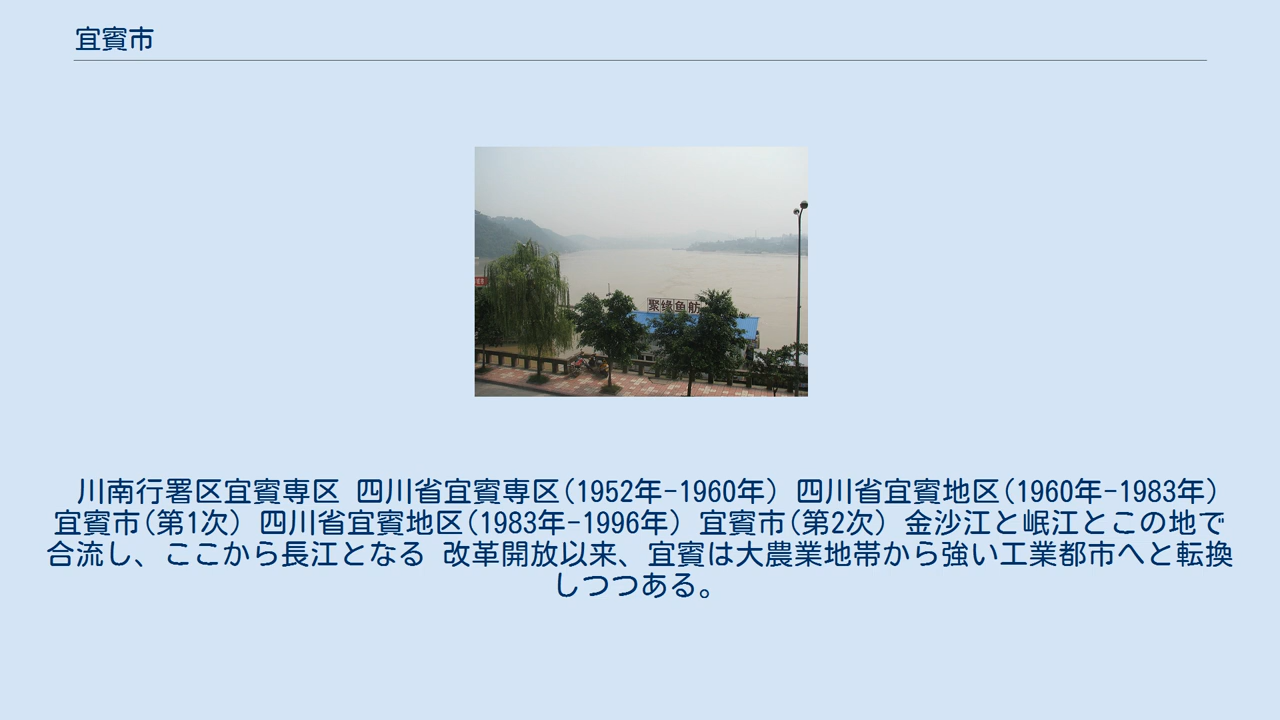 宜賓市
聚缘鱼舫
川南行署区宜賓専区 四川省宜賓専区(1952年-1960年) 四川省宜賓地区(1960年-1983年)
宜賓市(第1次) 四川省宜賓地区(1983年-1996年) 宜賓市(第2次) 金沙江と岷江とこの地で
合流し、ここから長江となる 改革開放以来、宜賓は大農業地帯から強い工業都市へと転換
しつつある。